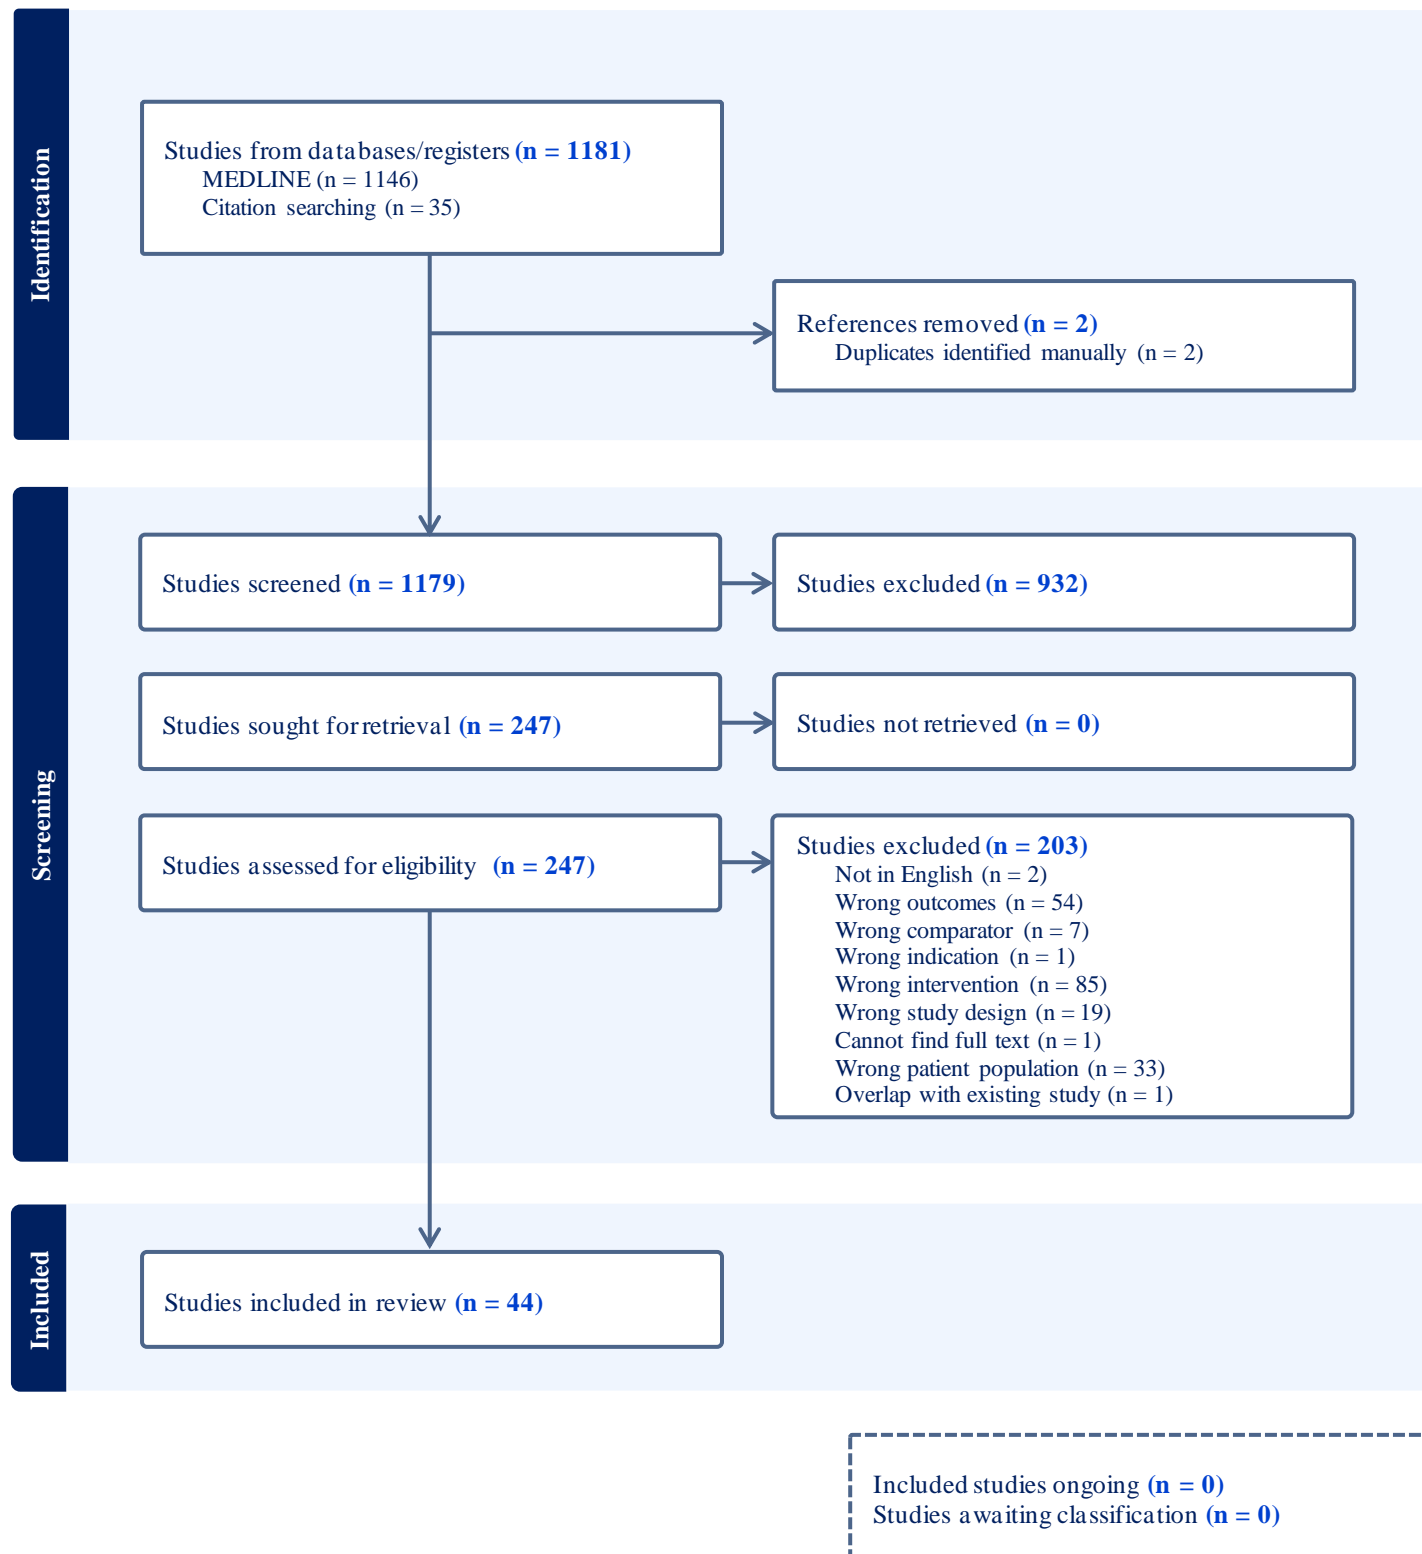 Identification
Studies from databases/registers (n = 1181)
MEDLINE (n = 1146)
Citation searching (n = 35)
References removed (n = 2)
Duplicates identified manually (n = 2)
Screening
Studies screened (n = 1179)
Studies excluded (n = 932)
Studies sought for retrieval (n = 247)
Studies not retrieved (n = 0)
Studies assessed for eligibility (n = 247)
Studies excluded (n = 203)
Not in English (n = 2)
Wrong outcomes (n = 54)
Wrong comparator (n = 7)
Wrong indication (n = 1)
Wrong intervention (n = 85)
Wrong study design (n = 19)
Cannot find full text (n = 1)
Wrong patient population (n = 33)
Overlap with existing study (n = 1)
Included
Studies included in review (n = 44)
Included studies ongoing (n = 0)
Studies awaiting classification (n = 0)